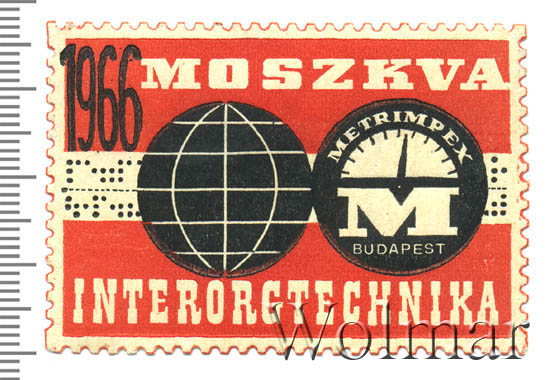 1966 MOSZKVA
METRIMPEX
M
BUDAPEST
INTERORGTECHNIKA
Wolmar